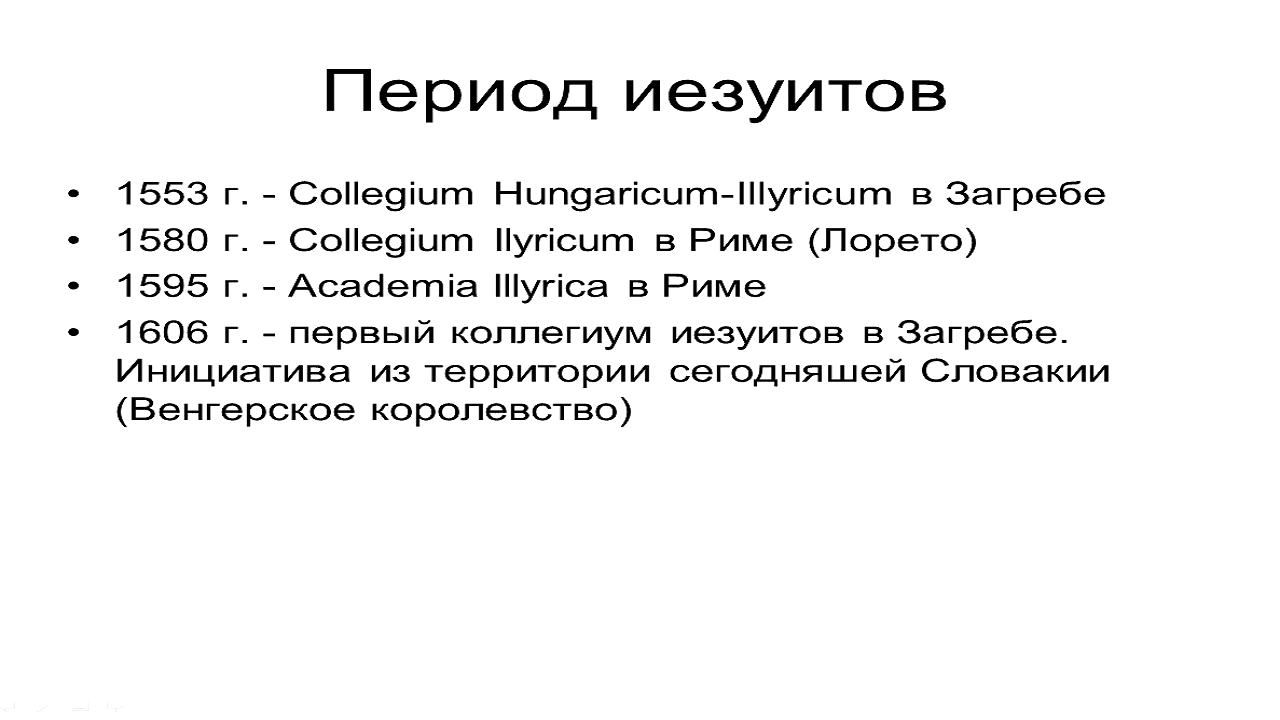 Период иезуитов
• 1553 г. - Collegium Hungaricum-Illyricum в Загребе
• 1580 г. - Collegium Ilyricum в Риме (Лорето)
• 1595 г. - Academia Illyrica в Риме
• 1606 г. - первый коллегиум иезуитов в Загребе.
Инициатива из территории сегодняшей Словакии
(Венгерское королевство)